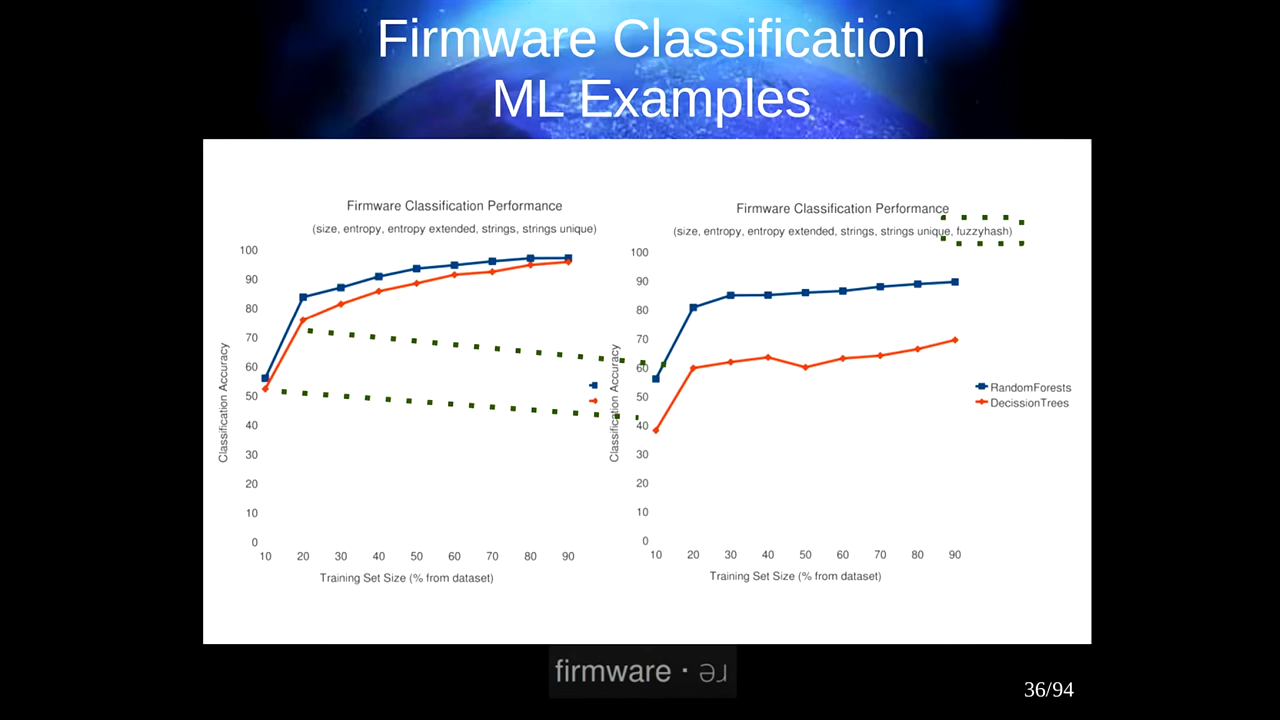 Firmware Classification
ML Examples
Firmware Classification Performance
(size, entropy, entropy extended, strings, strings unique)
100
90
80
70
60
50
40
30
20
10
0
Classification Accuracy
10 20 30 40 50 60 70 80 90
Training Set Size (% from dataset)
Firmware Classification Performance
(size, entropy, entropy extended, strings, strings unique, fuzzyhash)
100
90
80
70
60
50
40
30
20
10
0
Classification Accuracy
10 20 30 40 50 60 70 80 90
Training Set Size (% from dataset)
RandomForests
DecissionTrees
firmware · ǝɹ
36/94